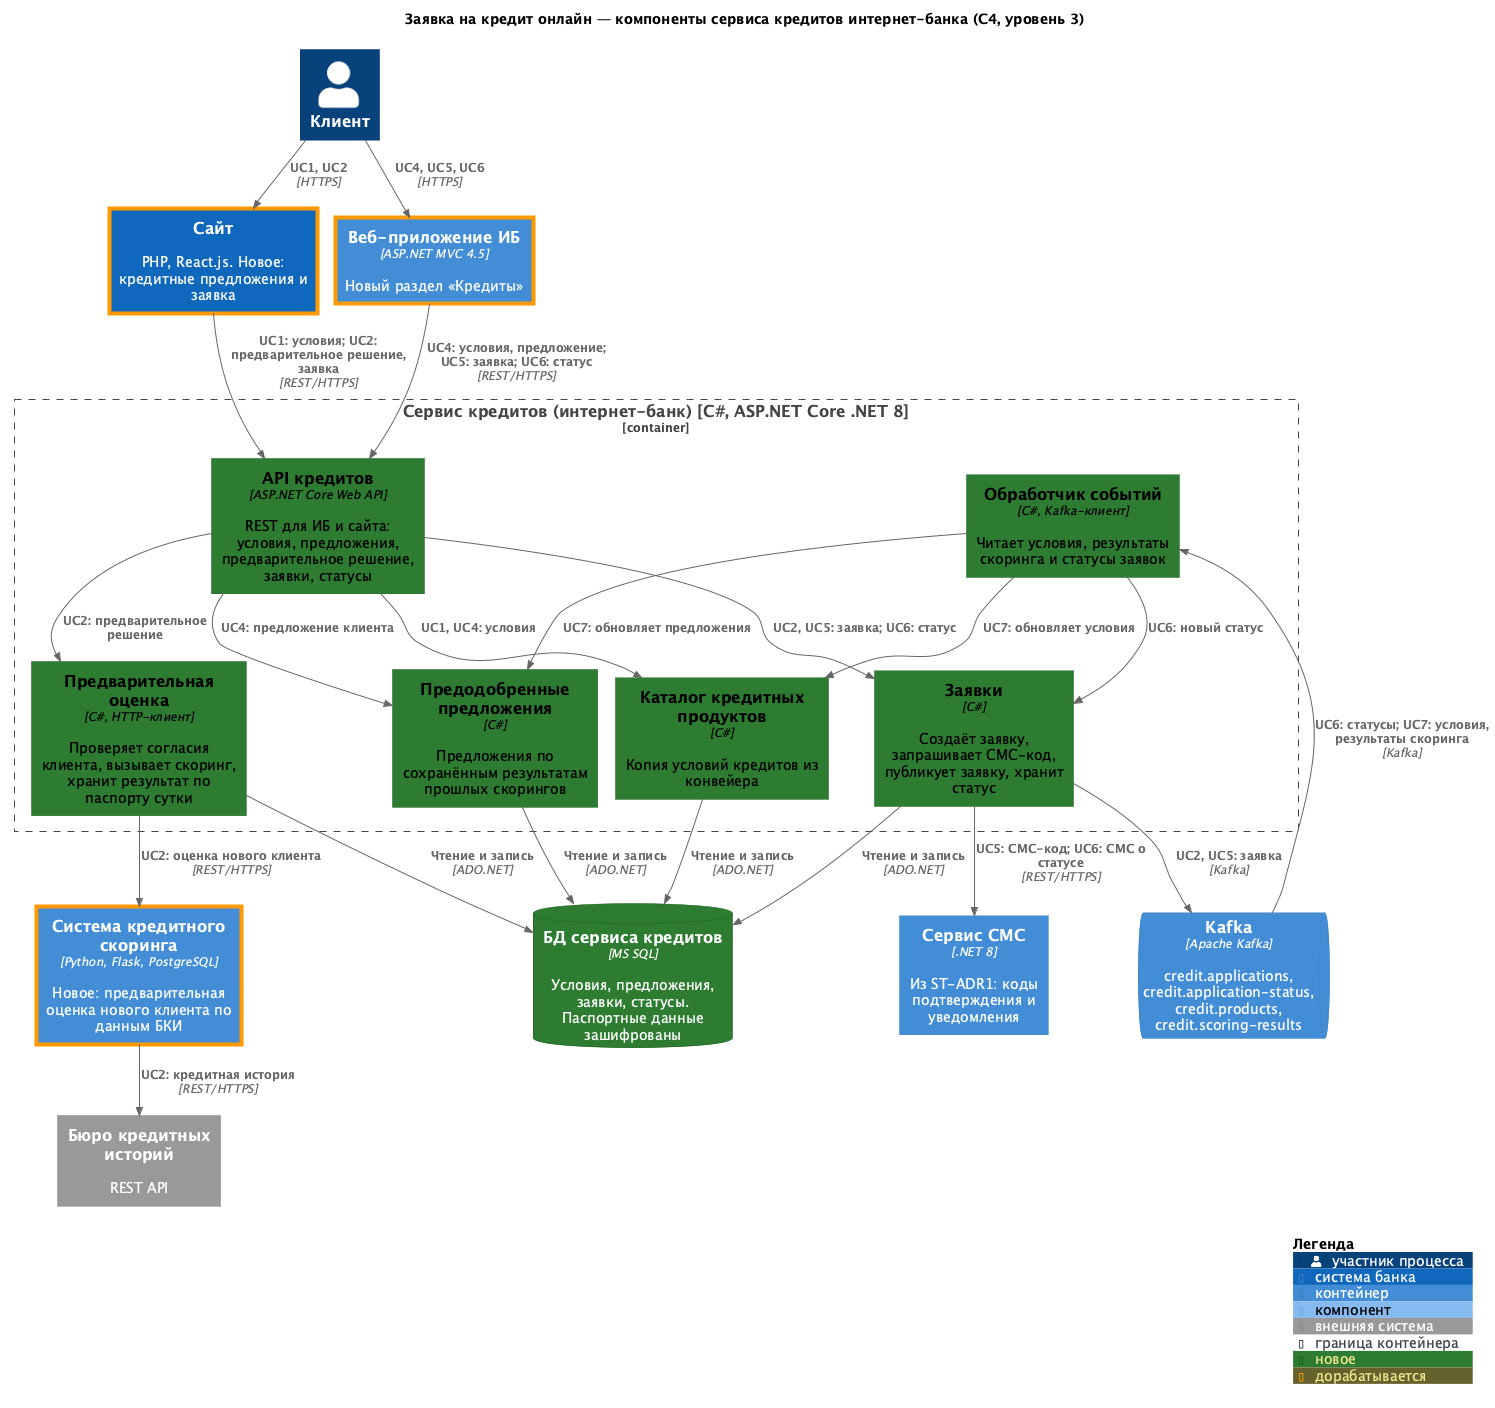 Заявка на кредит онлайн — компоненты сервиса кредитов интернет-банка (C4, уровень 3)
Клиент
UC1, UC2
[HTTPS]
UC4, UC5, UC6
[HTTPS]
Сайт
PHP, React.js. Новое:
кредитные предложения и
заявка
Веб-приложение ИБ
[ASP.NET MVC 4.5]
Новый раздел «Кредиты»
UC1: условия; UC2:
предварительное решение,
заявка
[REST/HTTPS]
UC4: условия, предложение;
UC5: заявка; UC6: статус
[REST/HTTPS]
Сервис кредитов (интернет-банк) [C#, ASP.NET Core .NET 8]
[container]
API кредитов
[ASP.NET Core Web API]
REST для ИБ и сайта:
условия, предложения,
предварительное решение,
заявки, статусы
Обработчик событий
[C#, Kafka-клиент]
Читает условия, результаты
скоринга и статусы заявок
UC2: предварительное
решение
UC4: предложение клиента
UC1, UC4: условия
UC7: обновляет предложения
UC2, UC5: заявка; UC6: статус
UC7: обновляет условия
UC6: новый статус
Предварительная
оценка
[C#, HTTP-клиент]
Проверяет согласия
клиента, вызывает скоринг,
хранит результат по
паспорту сутки
Предодобренные
предложения
[C#]
Предложения по
сохранённым результатам
прошлых скорингов
Каталог кредитных
продуктов
[C#]
Копия условий кредитов из
конвейера
Заявки
[C#]
Создаёт заявку,
запрашивает СМС-код,
публикует заявку, хранит
статус
UC6: статусы; UC7: условия,
результаты скоринга
[Kafka]
UC2: оценка нового клиента
[REST/HTTPS]
Чтение и запись
[ADO.NET]
Чтение и запись
[ADO.NET]
Чтение и запись
[ADO.NET]
Чтение и запись
[ADO.NET]
UC5: СМС-код; UC6: СМС о
статусе
[REST/HTTPS]
UC2, UC5: заявка
[Kafka]
Система кредитного
скоринга
[Python, Flask, PostgreSQL]
Новое: предварительная
оценка нового клиента по
данным БКИ
БД сервиса кредитов
[MS SQL]
Условия, предложения,
заявки, статусы.
Паспортные данные
зашифрованы
Сервис СМС
[.NET 8]
Из ST-ADR1: коды
подтверждения и
уведомления
Kafka
[Apache Kafka]
credit.applications,
credit.application-status,
credit.products,
credit.scoring-results
UC2: кредитная история
[REST/HTTPS]
Бюро кредитных
историй
REST API
Легенда
участник процесса
система банка
контейнер
компонент
внешняя система
граница контейнера
новое
дорабатывается